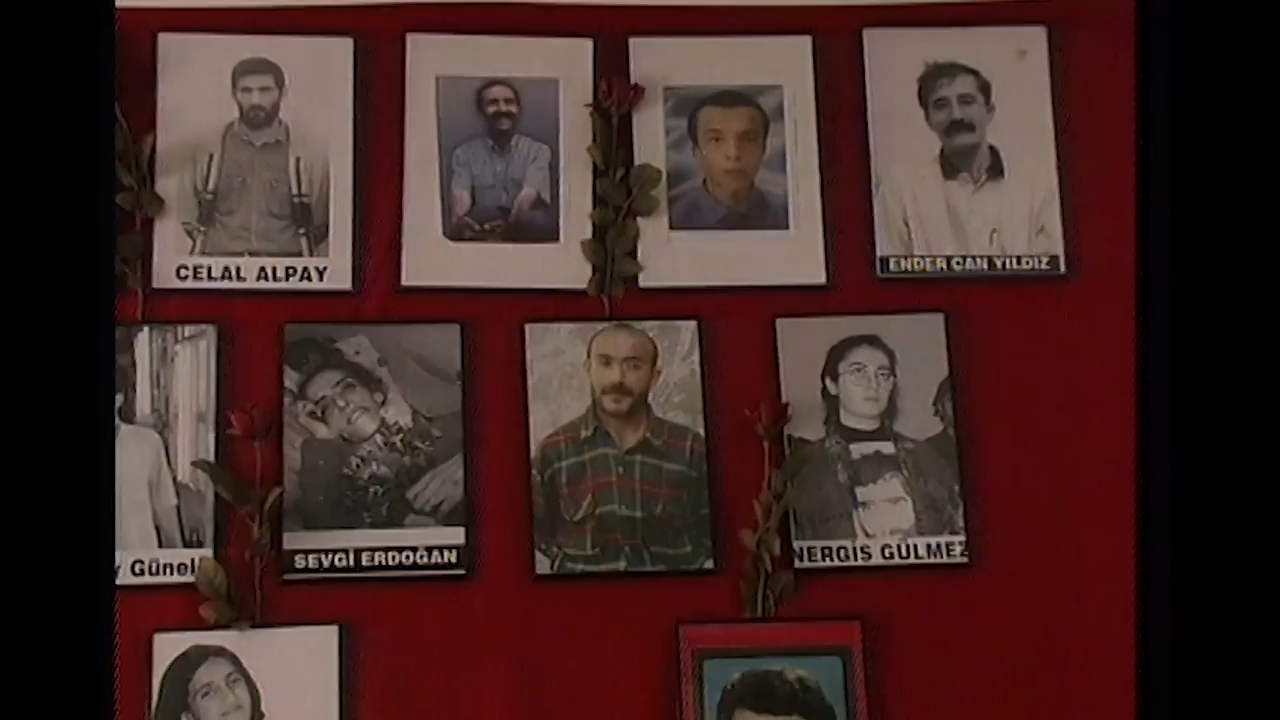 CELAL ALPAY
ENDER CAN YILDIZ
y Günel
SEVGİ ERDOĞAN
NERGİS GÜLMEZ